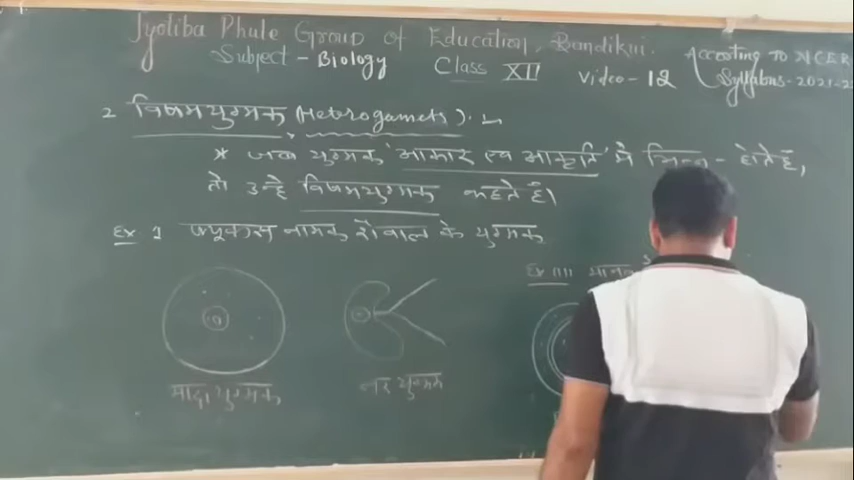 Jyotiba Phule Group of Education, Bandikui.
Subject - Biology Class XII Video - 12
According To NCER
Syllabus - 2021-2
2 विषमयुग्मक (Hetrogamets) :-
* जब युग्मक 'आकार एव आकृति' मे भिन्न - होते है,
तो उन्हे विषमयुग्मक कहते है।
Ex 1 फ्यूकस नामक शैवाल के युग्मक
Ex मानव
मादा युग्मक
नर युग्मक